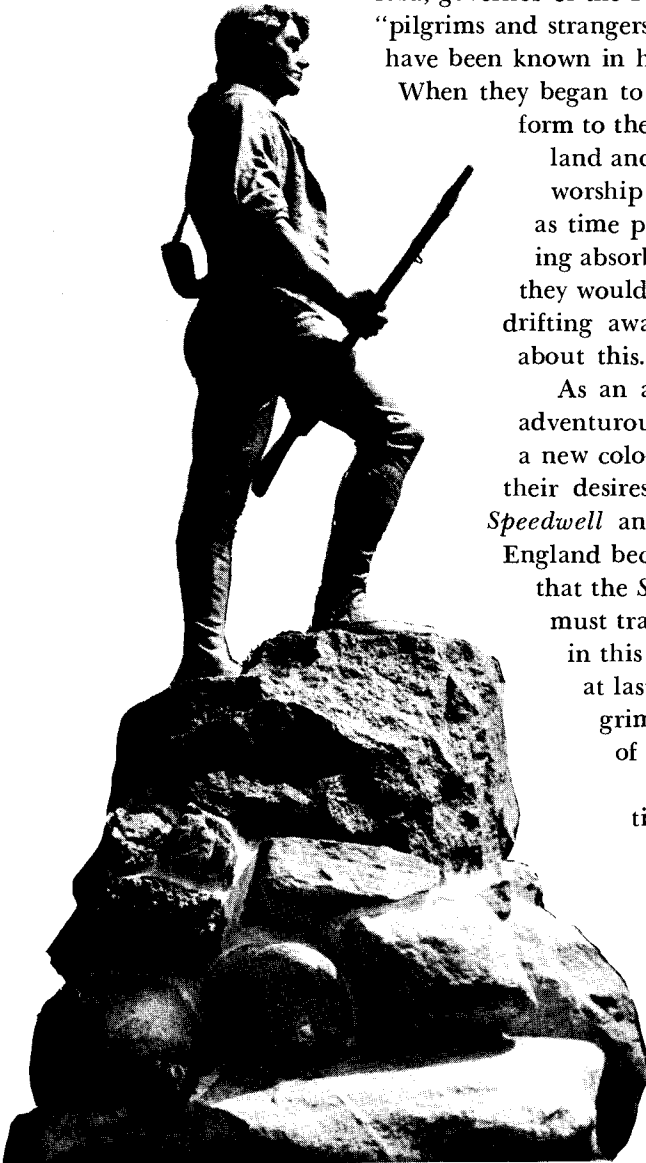 "pilgrims and strangers
have been known in h
When they began to
form to the
land and
worship
as time p
ing absorb
they would
drifting awa
about this.
As an a
adventurou
a new colo
their desires
Speedwell an
England bec
that the S
must tra
in this
at last
grim
of
ti